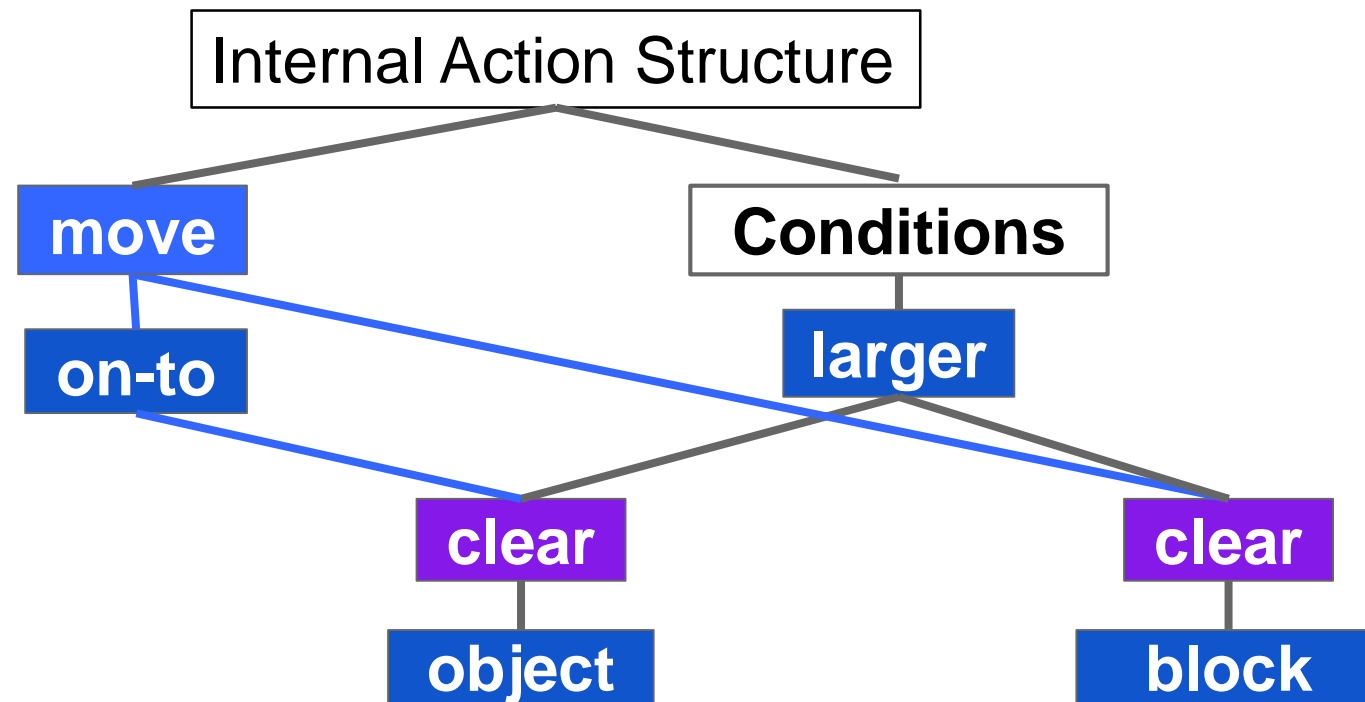 Internal Action Structure
move
Conditions
on-to
larger
clear
clear
object
block